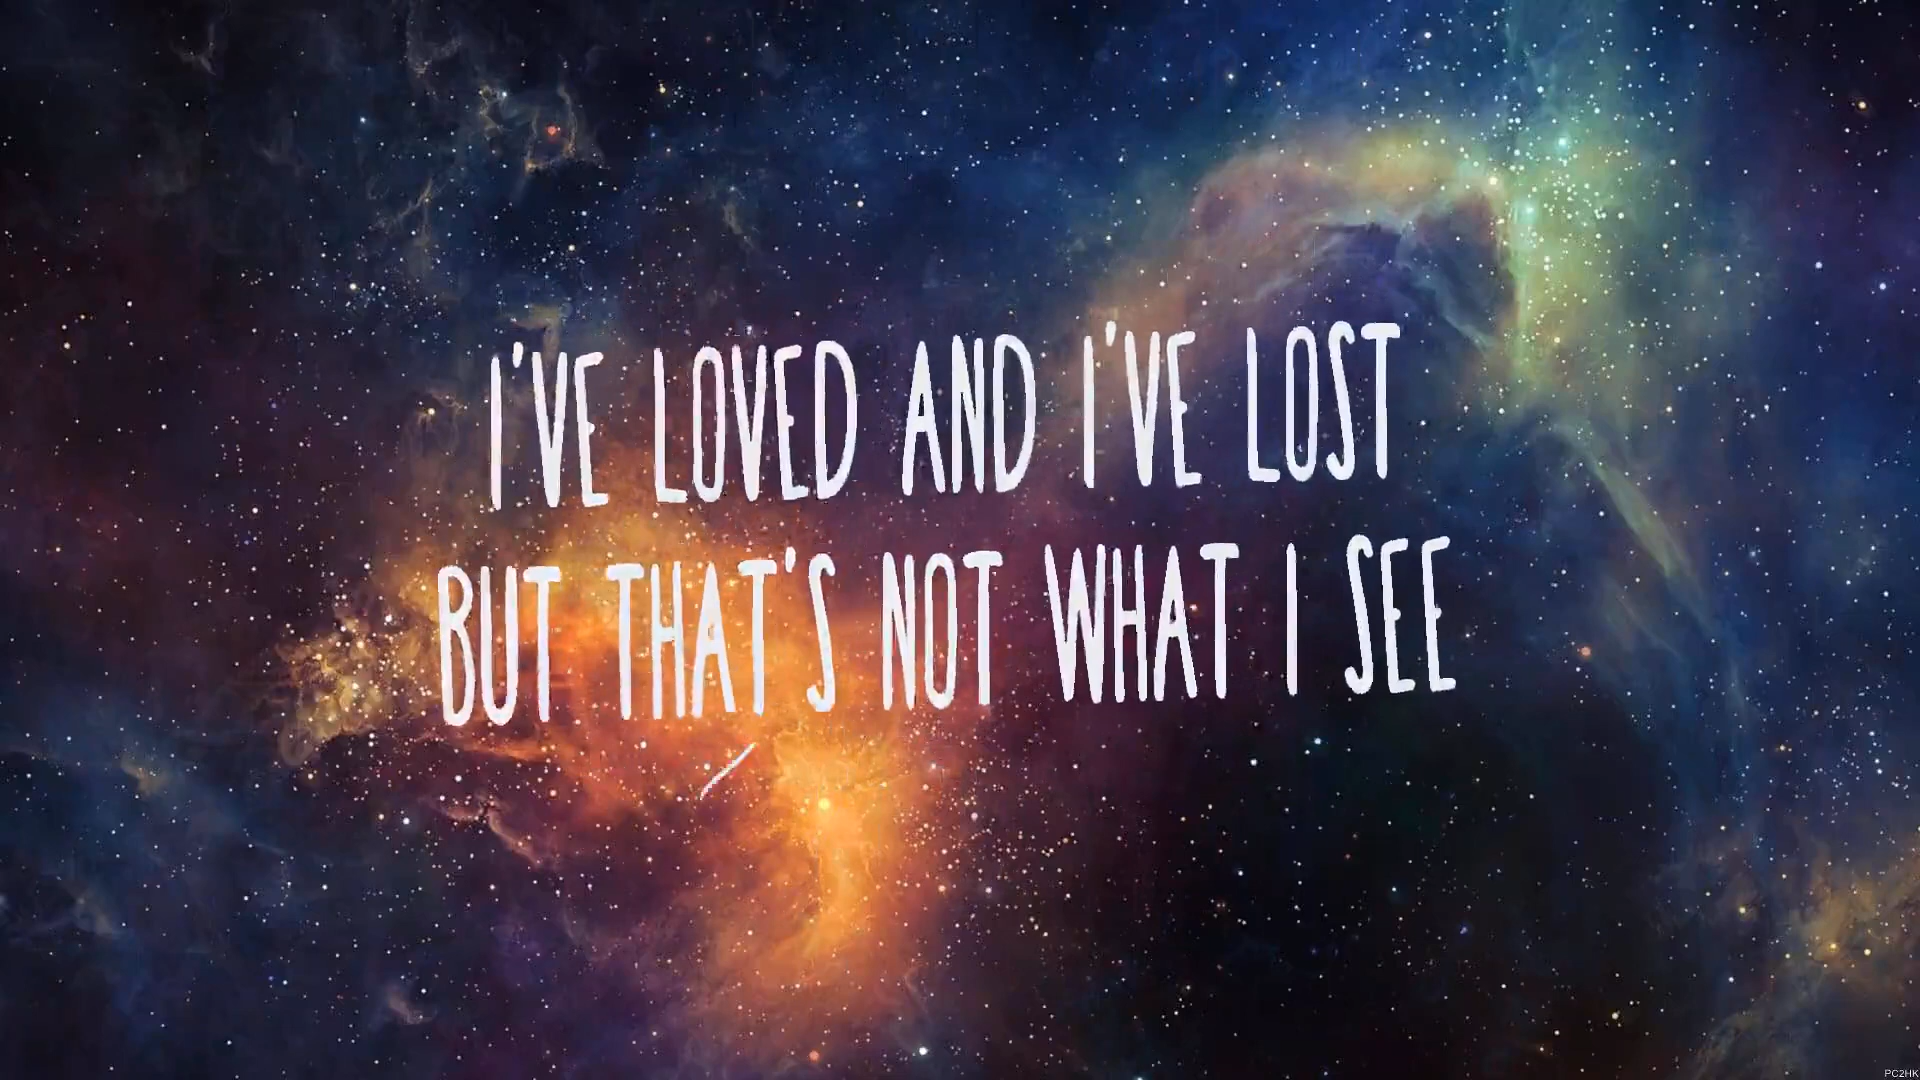 I'VE LOVED AND I'VE LOST
BUT THAT'S NOT WHAT I SEE
PC2HK